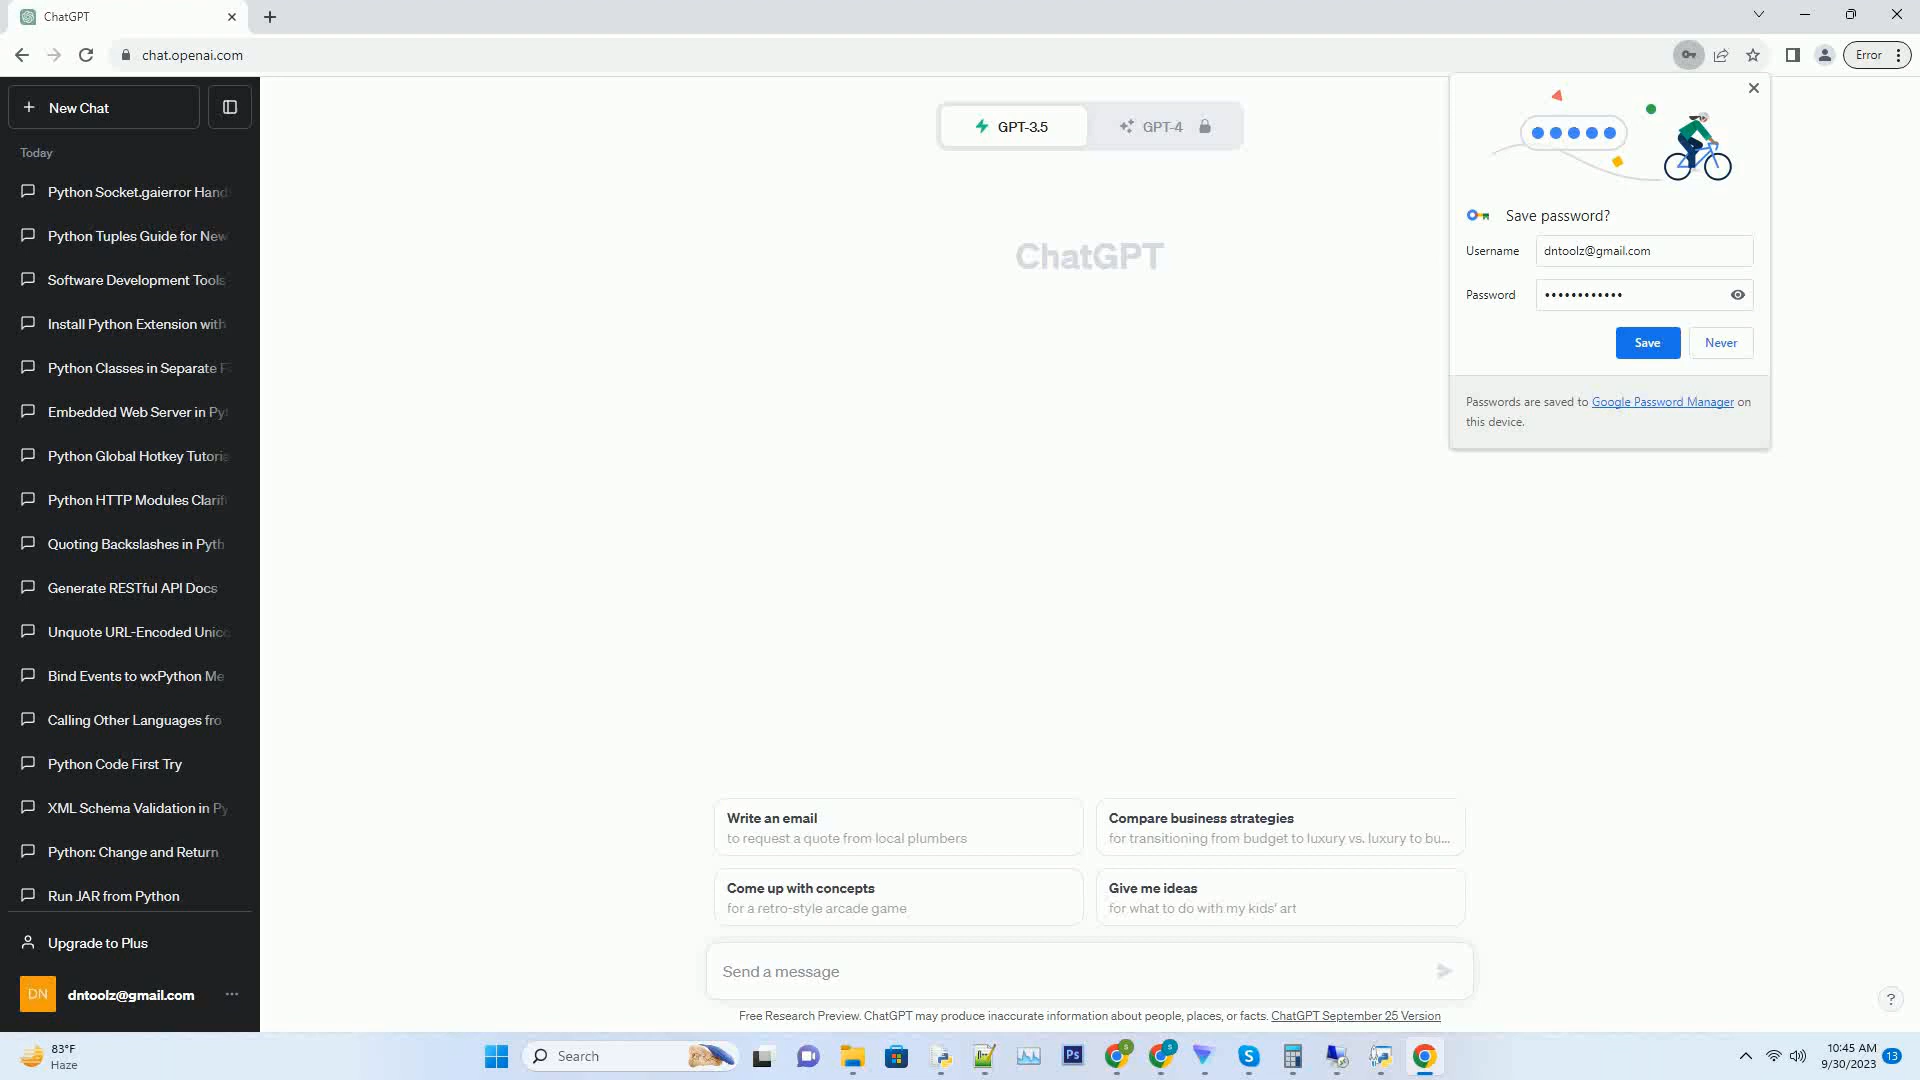 ChatGPT
chat.openai.com
Error
New Chat
Today
Python Socket.gaierror Hand
Python Tuples Guide for New
Software Development Tools
Install Python Extension with
Python Classes in Separate F
Embedded Web Server in Pyt
Python Global Hotkey Tutoria
Python HTTP Modules Clarif
Quoting Backslashes in Pyth
Generate RESTful API Docs
Unquote URL-Encoded Unico
Bind Events to wxPython Me
Calling Other Languages fro
Python Code First Try
XML Schema Validation in Py
Python: Change and Return
Run JAR from Python
Upgrade to Plus
DN
dntoolz@gmail.com
GPT-3.5
GPT-4
ChatGPT
Save password?
Username
dntoolz@gmail.com
Password
••••••••••••
Save
Never
Passwords are saved to Google Password Manager on
this device.
Write an email
to request a quote from local plumbers
Compare business strategies
for transitioning from budget to luxury vs. luxury to bu...
Come up with concepts
for a retro-style arcade game
Give me ideas
for what to do with my kids' art
Send a message
Free Research Preview. ChatGPT may produce inaccurate information about people, places, or facts. ChatGPT September 25 Version
?
83°F
Haze
Search
Ps
S
S
S
10:45 AM
9/30/2023
13